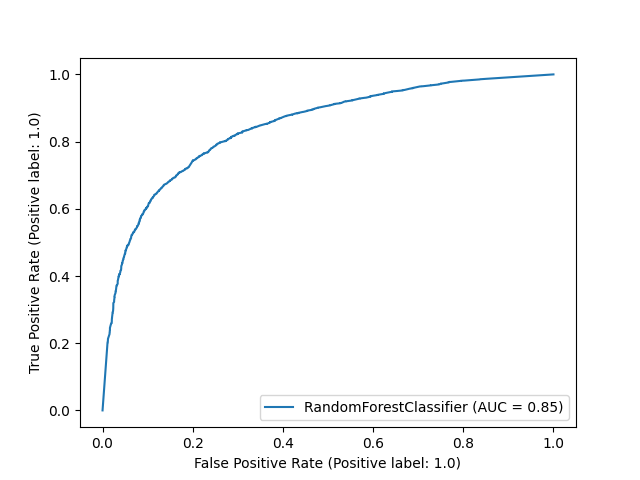 1.0
0.8
0.6
0.4
0.2
0.0
True Positive Rate (Positive label: 1.0)
RandomForestClassifier (AUC = 0.85)
0.0 0.2 0.4 0.6 0.8 1.0
False Positive Rate (Positive label: 1.0)